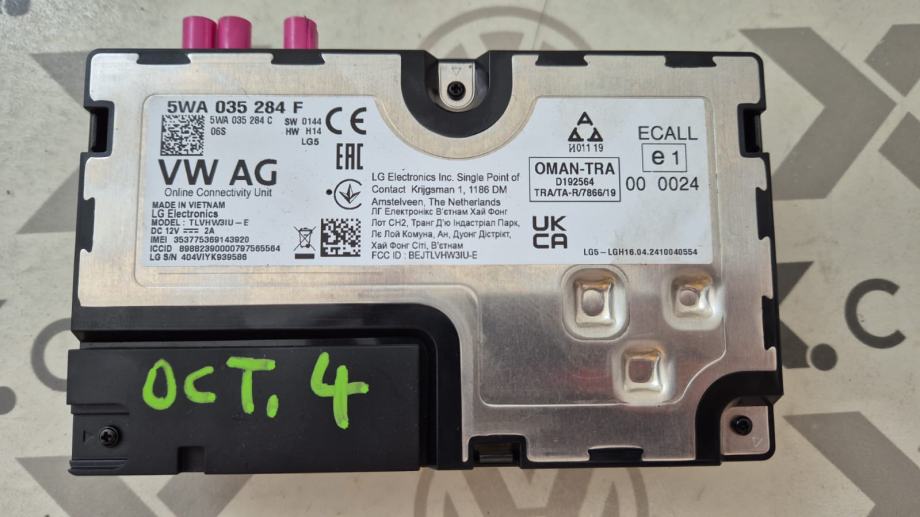 5WA 035 284 F
5WA 035 284 C
06S
SW 0144
HW H14
LG5
VW AG
Online Connectivity Unit
MADE IN VIETNAM
LG Electronics
MODEL : TLVHW3IU-E
DC 12V 2A
IMEI 353775369143920
ICCID 89882390000797565564
LG S/N 404VIYK939586
CE
EAC
LG Electronics Inc. Single Point of
Contact Krijgsman 1, 1186 DM
Amstelveen, The Netherlands
ЛГ Електронікс В'єтнам Хай Фонг
Лот СН2, Транг Д'ю Індастріал Парк,
Лє Лой Комуна, Ан, Дуонг Дістрікт,
Хай Фонг Сіті, В'єтнам
FCC ID : BEJTLVHW3IU-E
И011 19
OMAN-TRA
D192564
TRA/TA-R/7866/19
UK
CA
ECALL
e1
00 0024
LG5-LGH16.04.2410040554
OCT. 4